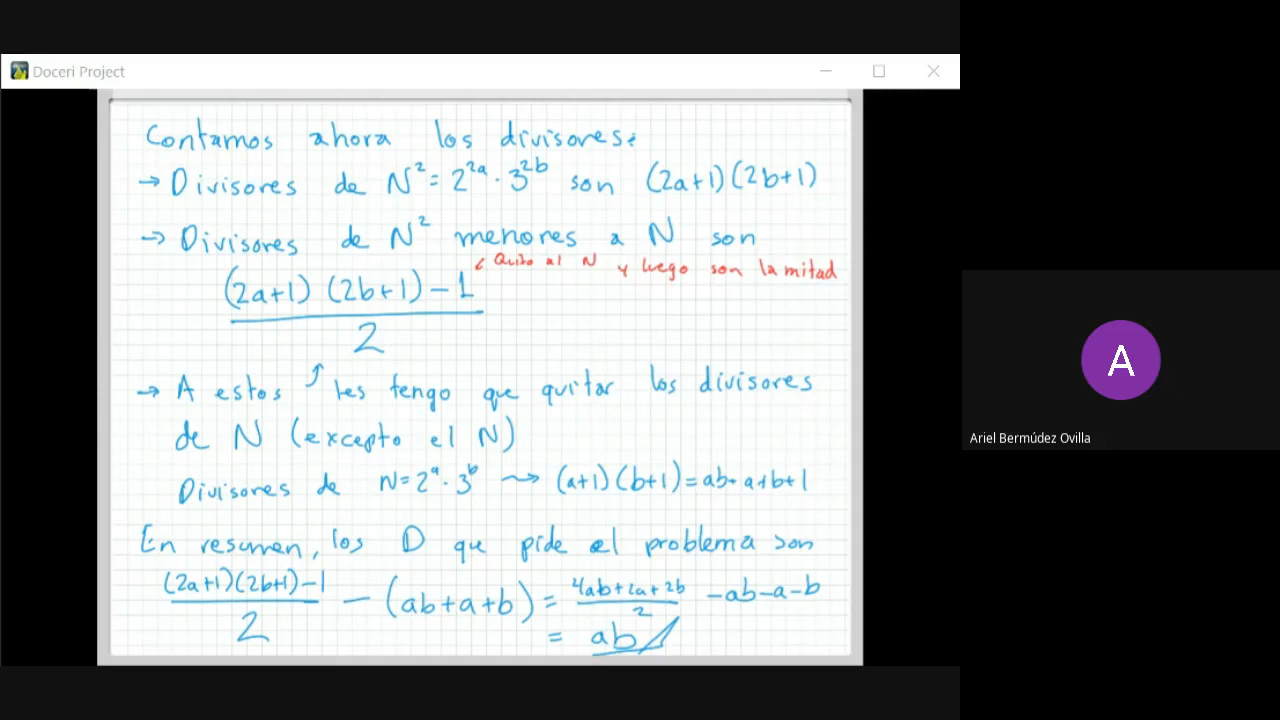 Doceri Project
Contamos ahora los divisores:
→ Divisores de N² = 2^{2a} · 3^{2b} son (2a+1)(2b+1)
→ Divisores de N² menores a N son
Quito al N y luego son la mitad
\frac{(2a+1)(2b+1)-1}{2}
→ A estos ↗ les tengo que quitar los divisores
de N (excepto el N)
Divisores de N=2^a · 3^b ⟿ (a+1)(b+1)=ab+a+b+1
En resumen, los D que pide el problema son
\frac{(2a+1)(2b+1)-1}{2} - (ab+a+b) = \frac{4ab+2a+2b}{2} -ab-a-b
= ab
A
Ariel Bermúdez Ovilla